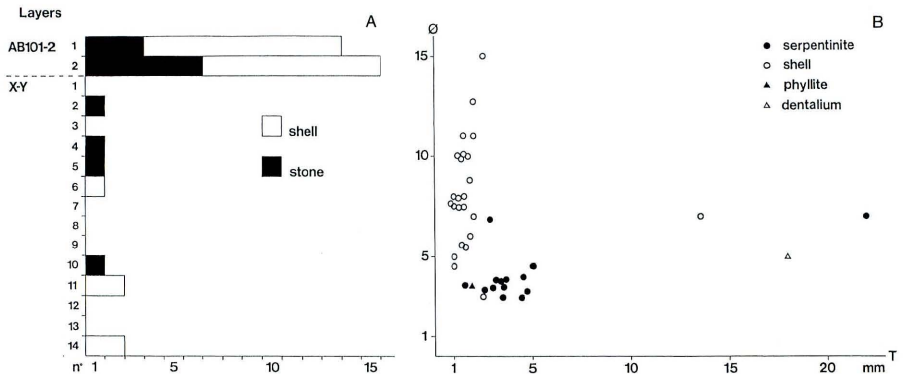 Layers
A
AB101-2
1
2
X-Y
1
2
3
4
5
6
7
8
9
10
11
12
13
14
n° 1 5 10 15
shell
stone
B
Ø
15
10
5
1
serpentinite
shell
phyllite
dentalium
1 5 10 15 20 mm
T